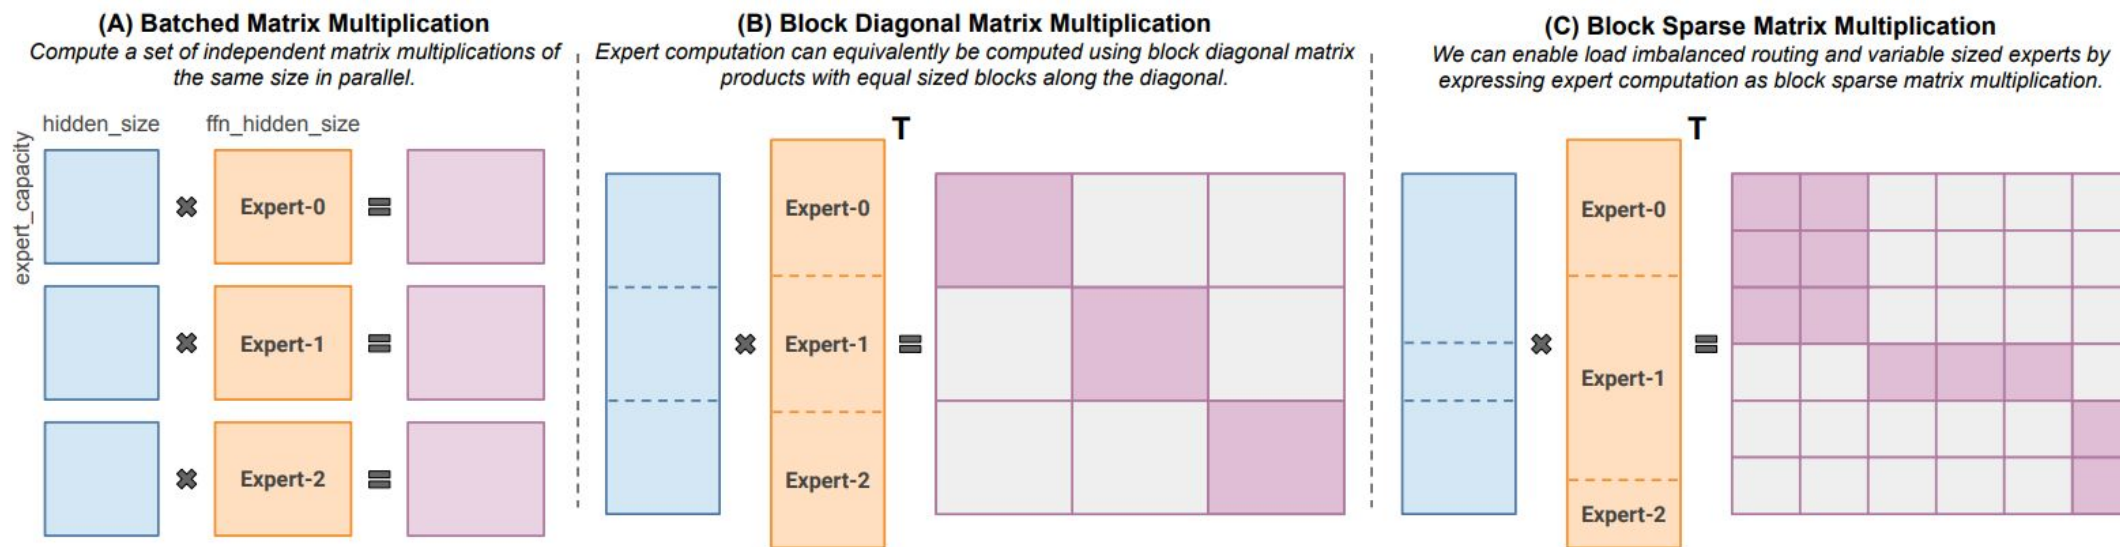 (A) Batched Matrix Multiplication
Compute a set of independent matrix multiplications of
the same size in parallel.
hidden_size
ffn_hidden_size
expert_capacity
Expert-0
Expert-1
Expert-2
(B) Block Diagonal Matrix Multiplication
Expert computation can equivalently be computed using block diagonal matrix
products with equal sized blocks along the diagonal.
T
Expert-0
Expert-1
Expert-2
(C) Block Sparse Matrix Multiplication
We can enable load imbalanced routing and variable sized experts by
expressing expert computation as block sparse matrix multiplication.
T
Expert-0
Expert-1
Expert-2